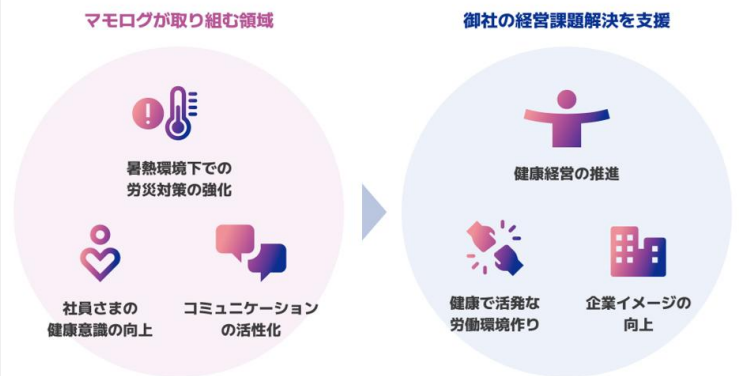 マモログが取り組む領域
暑熱環境下での
労災対策の強化
社員さまの
健康意識の向上
コミュニケーション
の活性化
御社の経営課題解決を支援
健康経営の推進
健康で活発な
労働環境作り
企業イメージの
向上